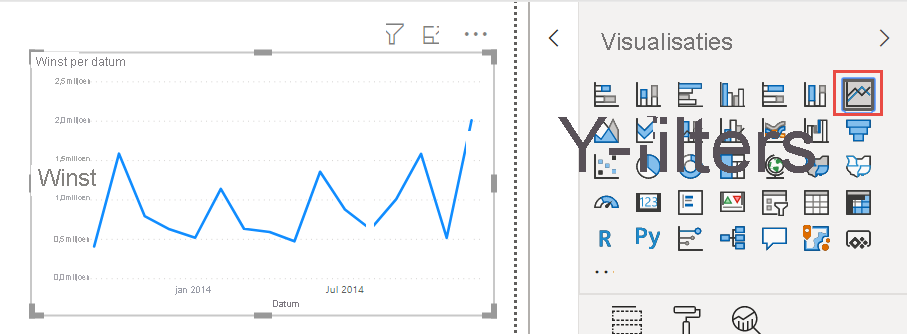 Visualisaties
Winst per datum
2,5 miljoen
2,0 miljoen
1,5 miljoen
Winst
1,0 miljoen
0,5 miljoen
0,0 miljoen
jan 2014
Jul 2014
Datum
Y-filters
123
R
Py